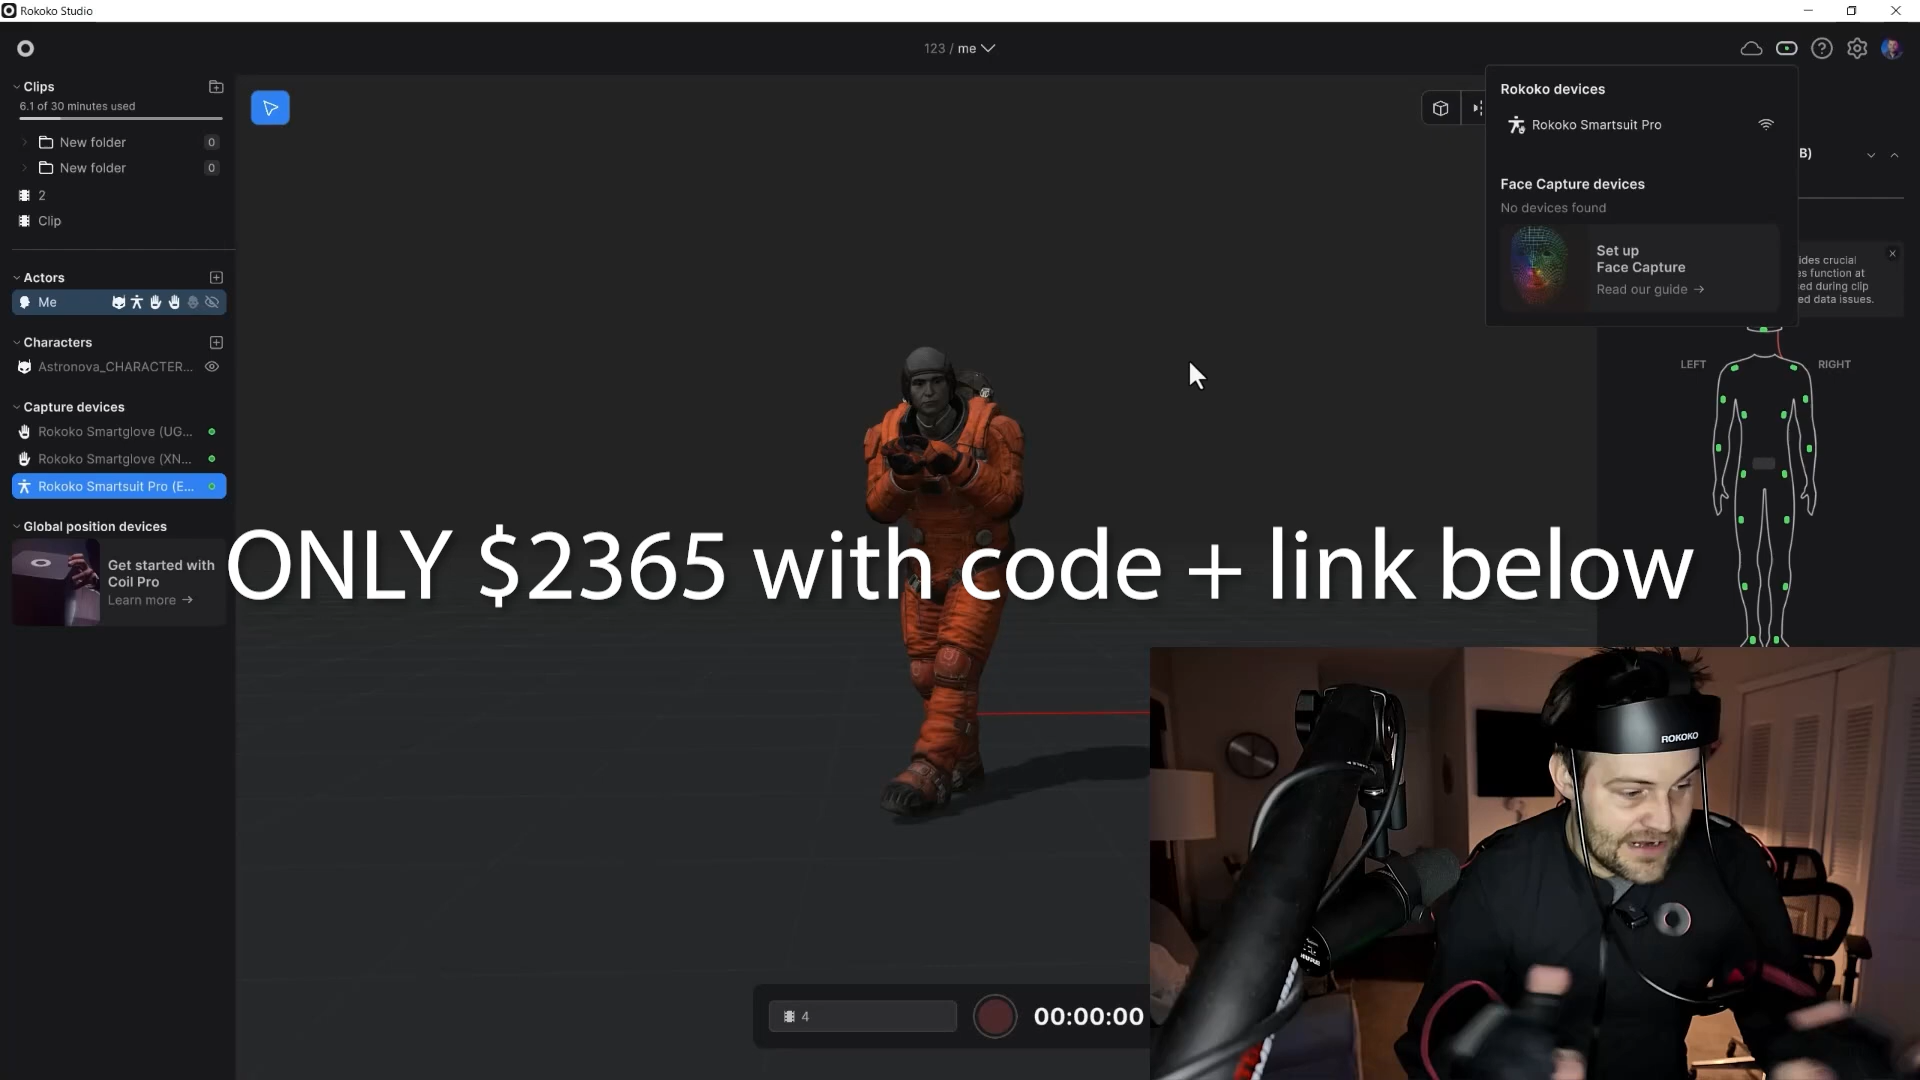 Rokoko Studio
123 / me
Clips
6.1 of 30 minutes used
New folder 0
New folder 0
2
Clip
Actors
Me
Characters
Astronova_CHARACTER...
Capture devices
Rokoko Smartglove (UG...
Rokoko Smartglove (XN...
Rokoko Smartsuit Pro (E...
Global position devices
Get started with
Coil Pro
Learn more →
Rokoko devices
Rokoko Smartsuit Pro
Face Capture devices
No devices found
Set up
Face Capture
Read our guide →
B)
ides crucial
es function at
ed during clip
ed data issues.
LEFT RIGHT
ONLY $2365 with code + link below
4
00:00:00
ROKOKO